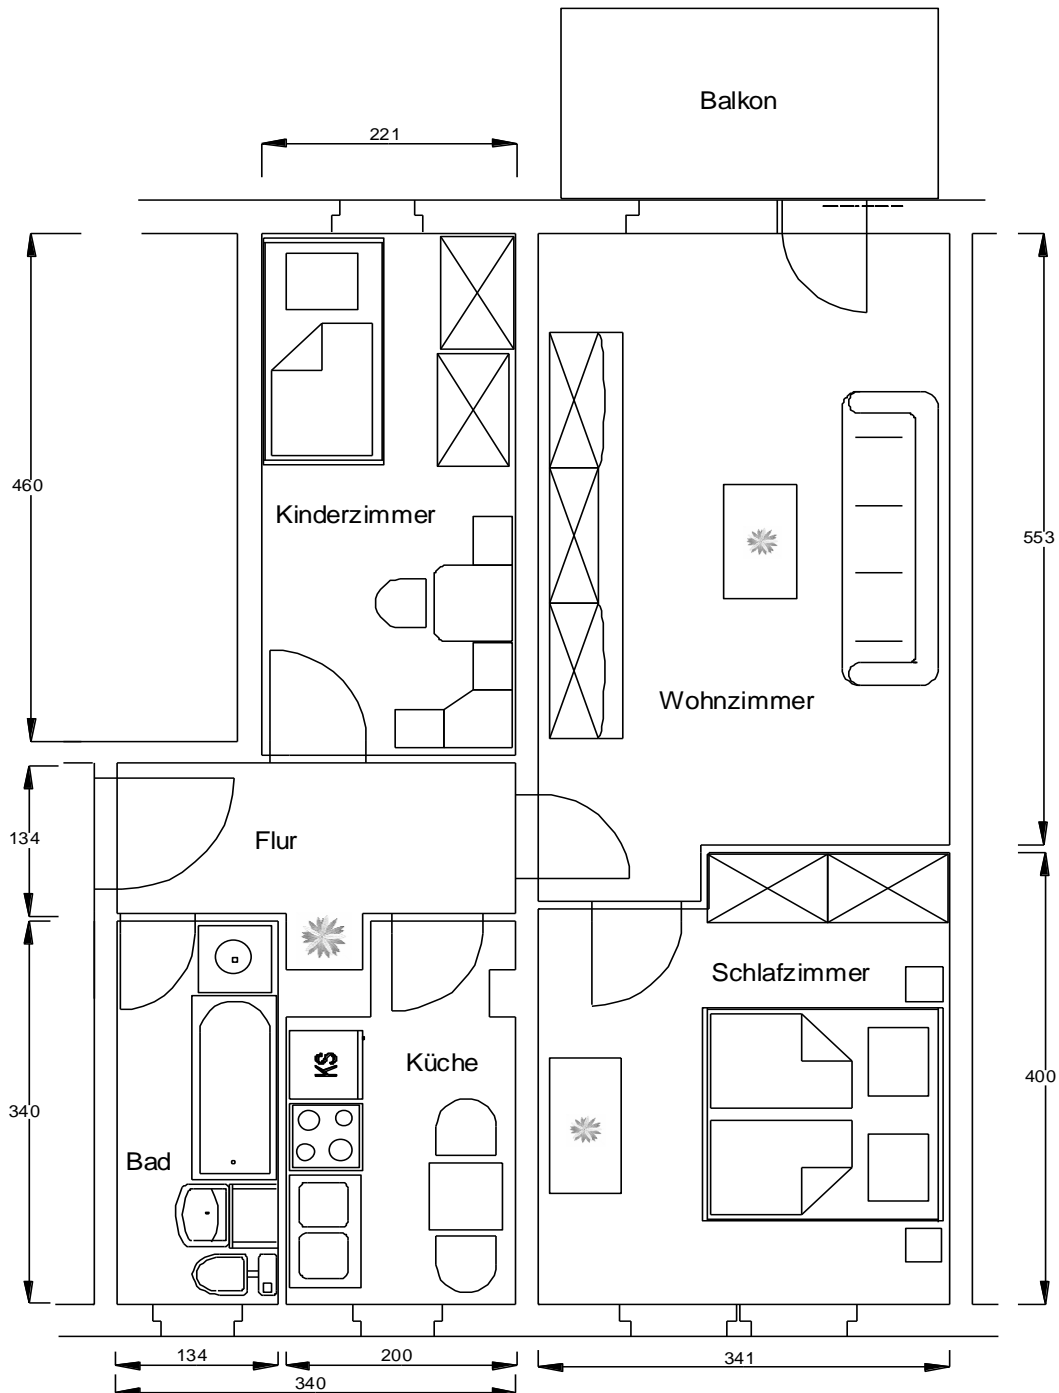 Balkon
221
460
Kinderzimmer
553
Wohnzimmer
134
Flur
Schlafzimmer
KS
Küche
400
340
Bad
134
200
341
340